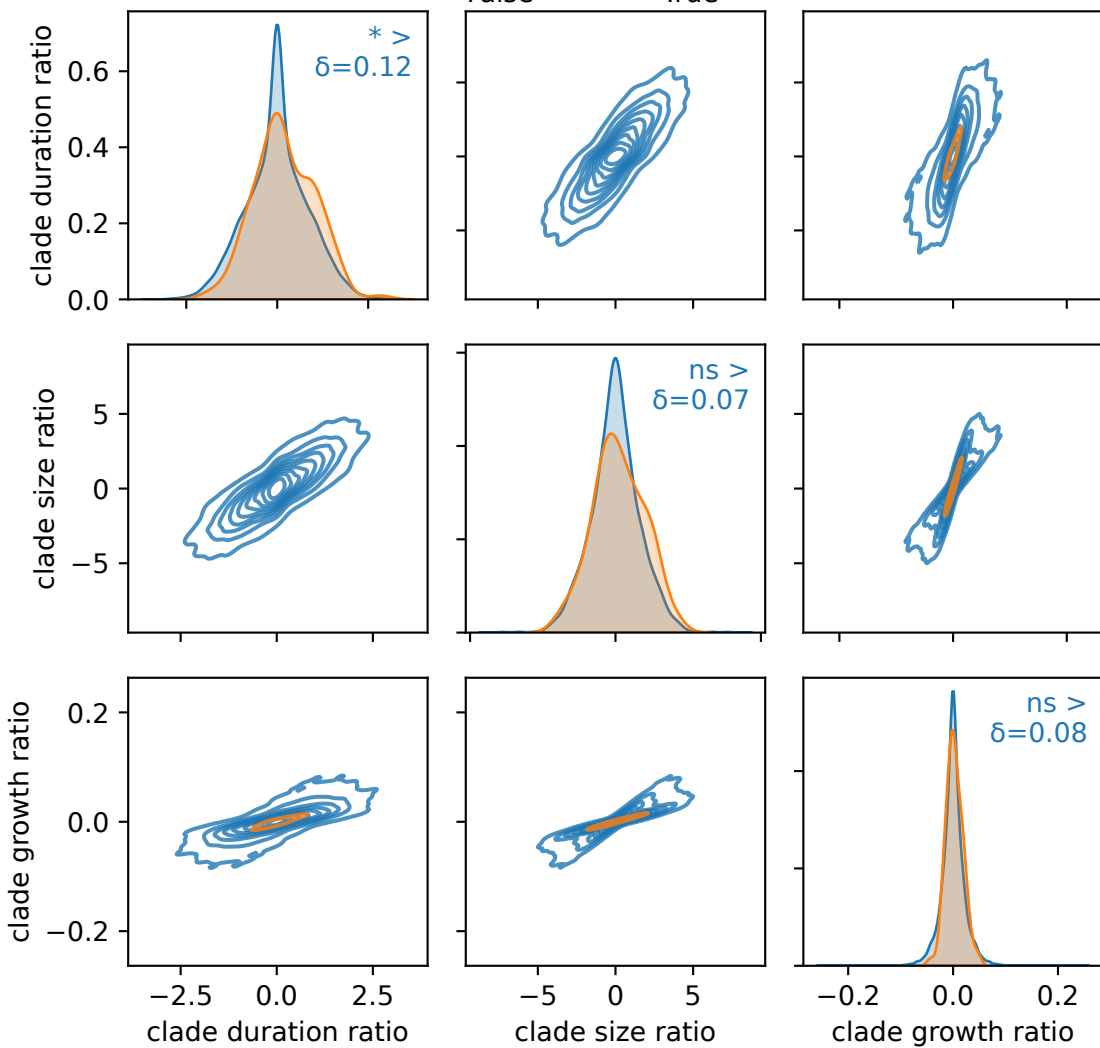 clade duration ratio
0.6
0.4
0.2
0.0
* >
δ=0.12
clade size ratio
5
0
−5
ns >
δ=0.07
clade growth ratio
0.2
0.0
−0.2
ns >
δ=0.08
−2.5 0.0 2.5
−5 0 5
−0.2 0.0 0.2
clade duration ratio
clade size ratio
clade growth ratio